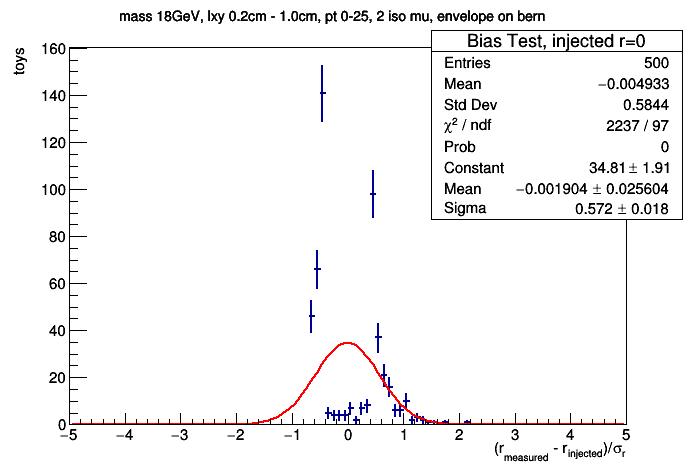 mass 18GeV, lxy 0.2cm - 1.0cm, pt 0-25, 2 iso mu, envelope on bern
Bias Test, injected r=0
Entries 500
Mean −0.004933
Std Dev 0.5844
χ² / ndf 2237 / 97
Prob 0
Constant 34.81 ± 1.91
Mean −0.001904 ± 0.025604
Sigma 0.572 ± 0.018
toys
160
140
120
100
80
60
40
20
0
−5 −4 −3 −2 −1 0 1 2 3 4 5
(r_measured - r_injected)/σ_r